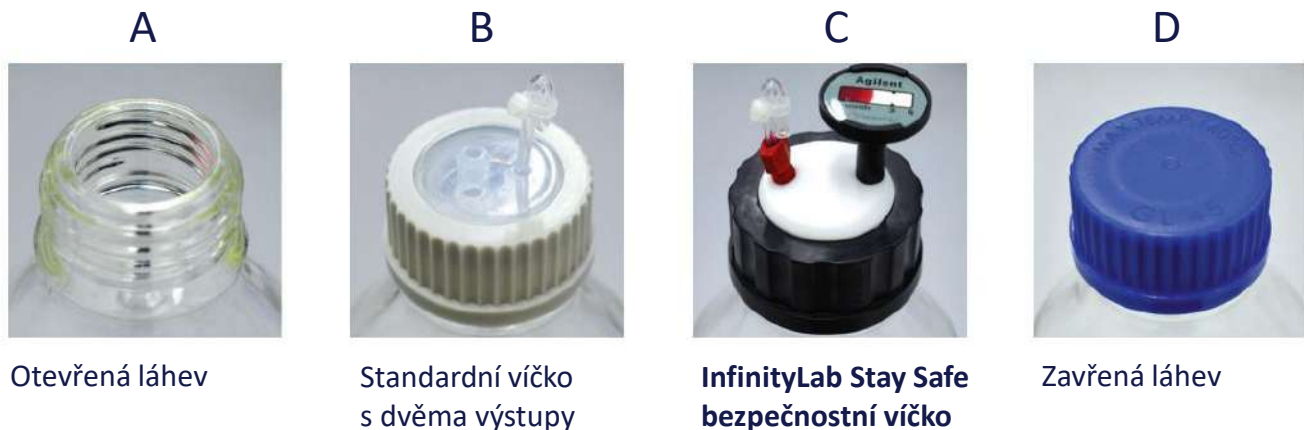 A B C D
Agilent
Otevřená láhev
Standardní víčko
s dvěma výstupy
InfinityLab Stay Safe
bezpečnostní víčko
Zavřená láhev